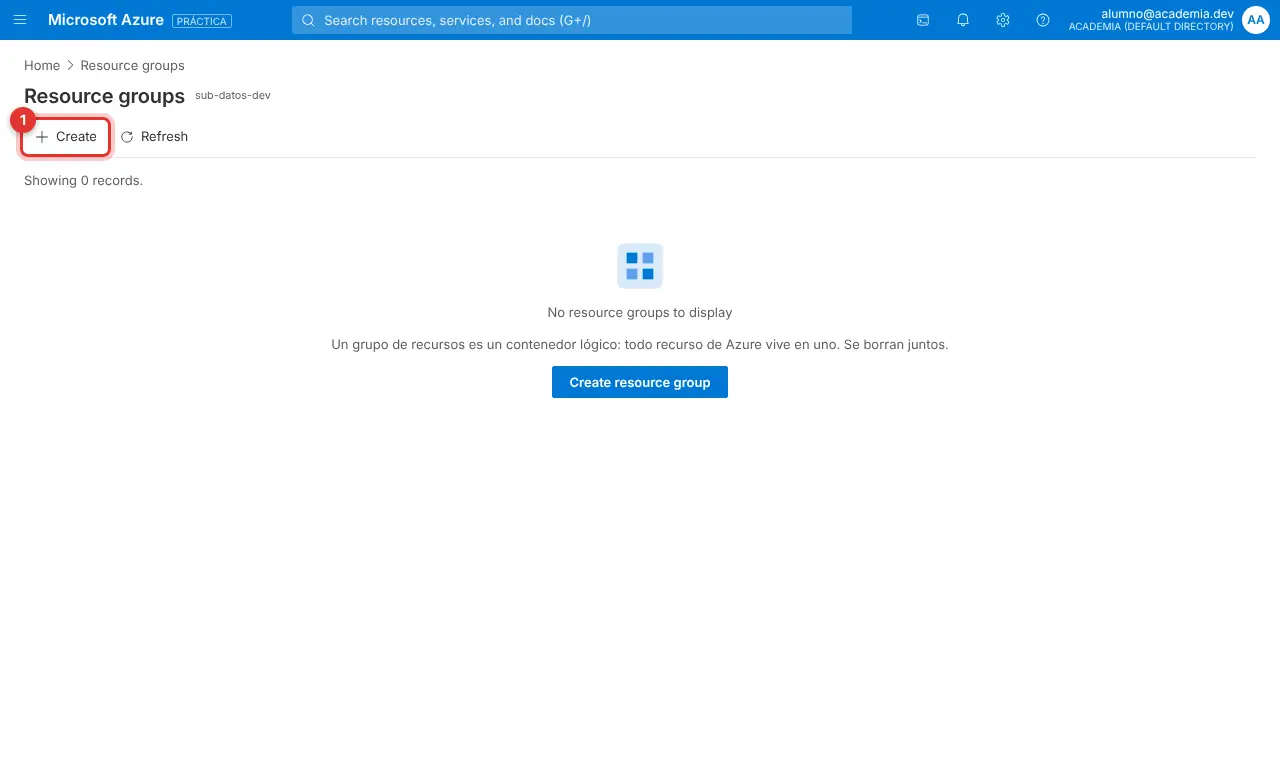 Microsoft Azure PRÁCTICA
Search resources, services, and docs (G+/)
alumno@academia.dev
ACADEMIA (DEFAULT DIRECTORY)
AA
Home > Resource groups
Resource groups sub-datos-dev
1
Create Refresh
Showing 0 records.
No resource groups to display
Un grupo de recursos es un contenedor lógico: todo recurso de Azure vive en uno. Se borran juntos.
Create resource group